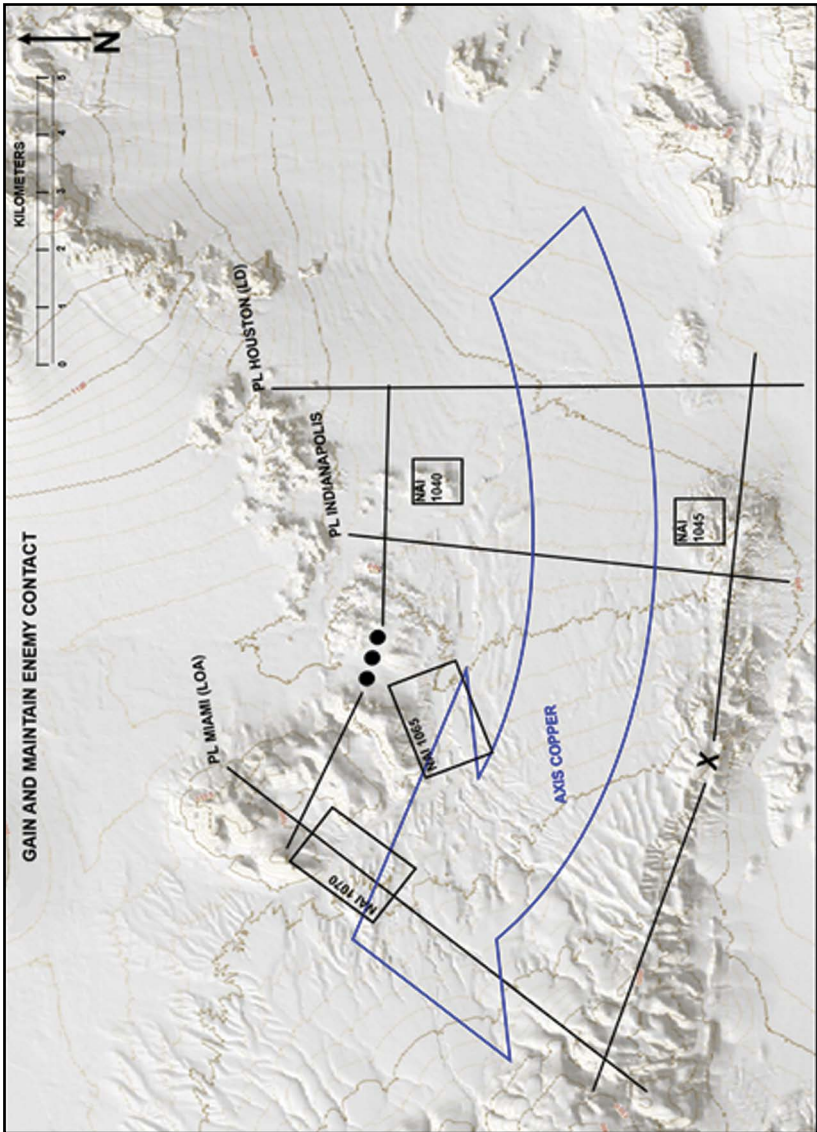 GAIN AND MAINTAIN ENEMY CONTACT
N
KILOMETERS
0 1 2 3 4 5
PL HOUSTON (LD)
PL INDIANAPOLIS
PL MIAMI (LOA)
NAI
1040
NAI
1045
NAI 1065
NAI 1070
AXIS COPPER
X